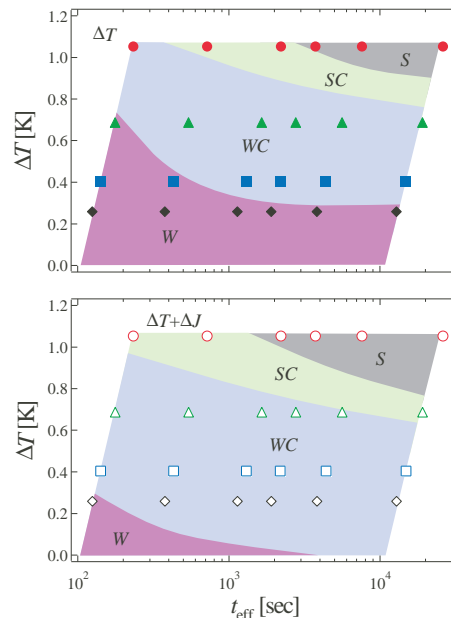 ΔT
1.2
1.0
0.8
0.6
0.4
0.2
0.0
ΔT [K]
S
SC
WC
W
ΔT+ΔJ
1.2
1.0
0.8
0.6
0.4
0.2
0.0
ΔT [K]
S
SC
WC
W
10² 10³ 10⁴
t_eff [sec]